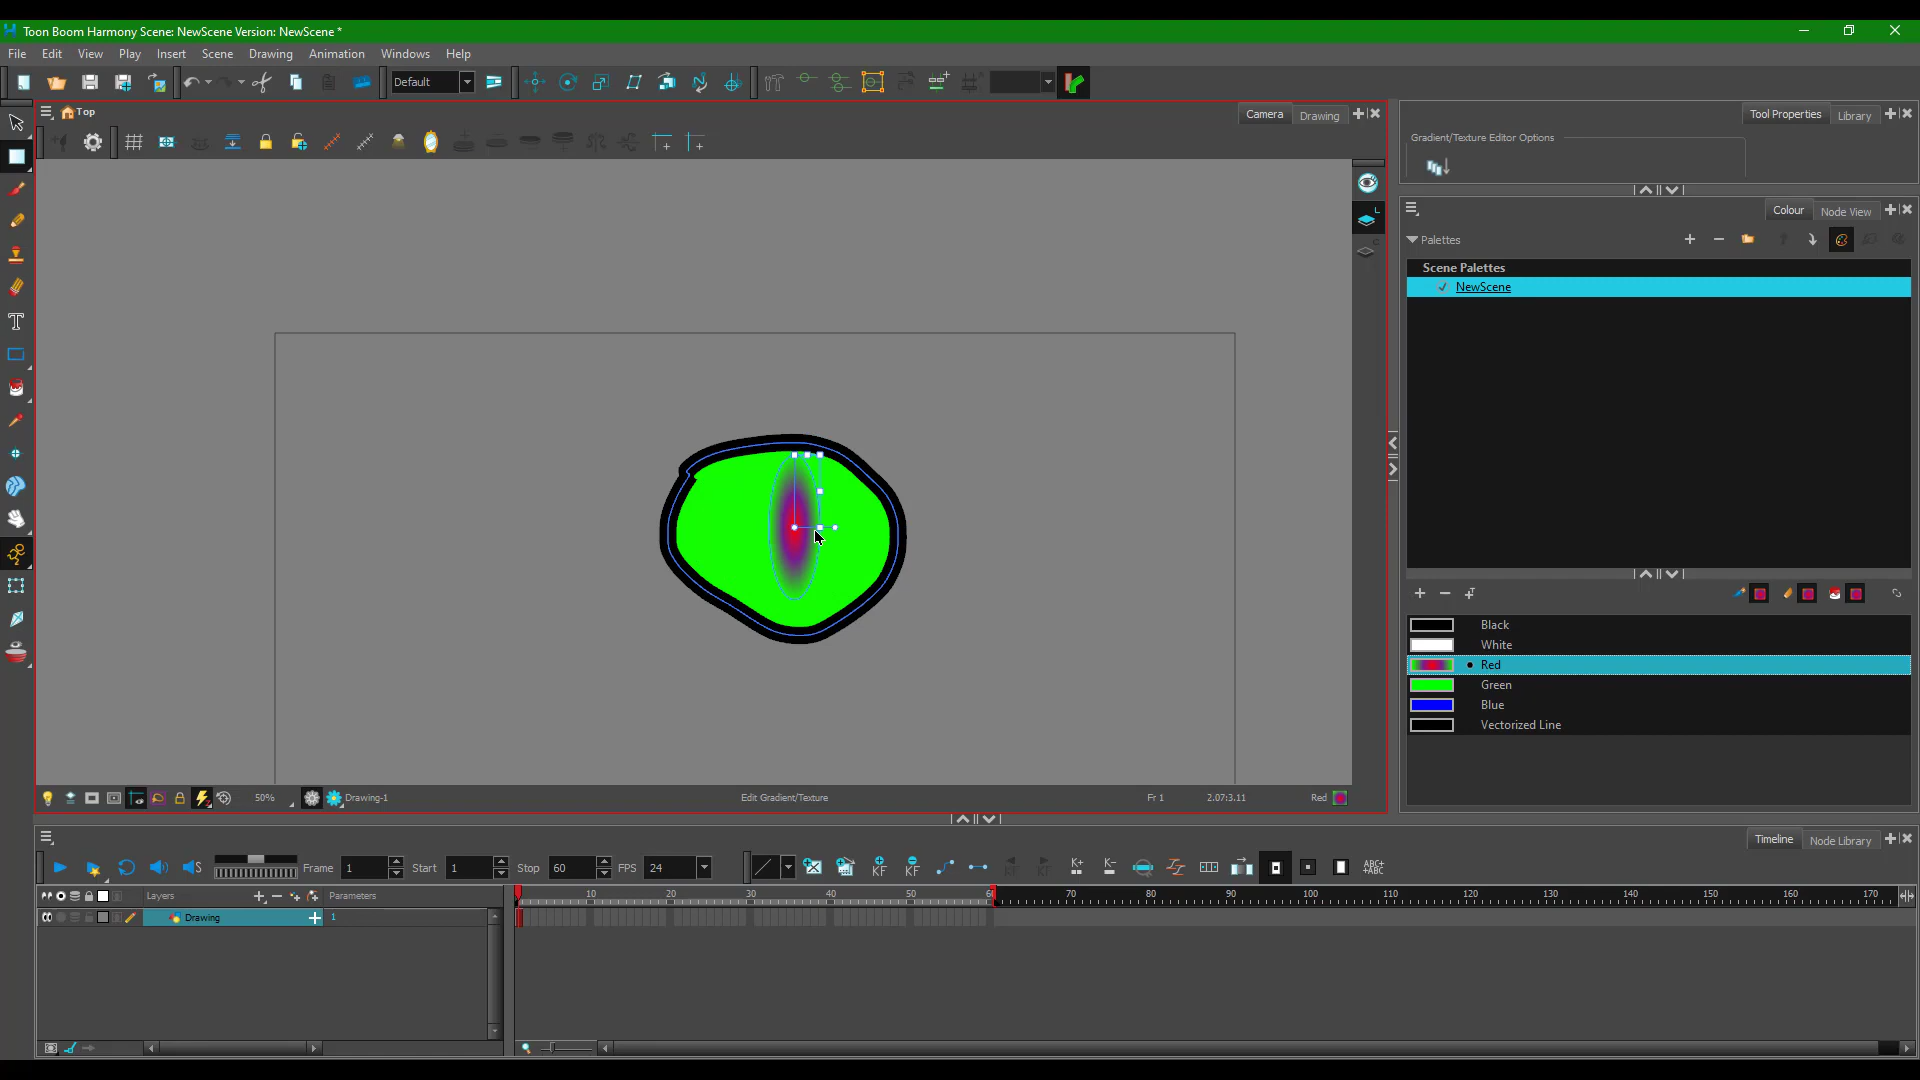 Toon Boom Harmony Scene: NewScene Version: NewScene *
File Edit View Play Insert Scene Drawing Animation Windows Help
Default
Top
Camera Drawing
Tool Properties Library
Gradient/Texture Editor Options
Colour Node View
Palettes
Scene Palettes
NewScene
Black
White
Red
Green
Blue
Vectorized Line
50% Drawing-1 Edit Gradient/Texture Fr 1 2.07:3.11 Red
Timeline Node Library
Frame 1 Start 1 Stop 60 FPS 24
KF KF K+ K- ABC+ ABC-
Layers Parameters
10 20 30 40 50 60 70 80 90 100 110 120 130 140 150 160 170
Drawing 1